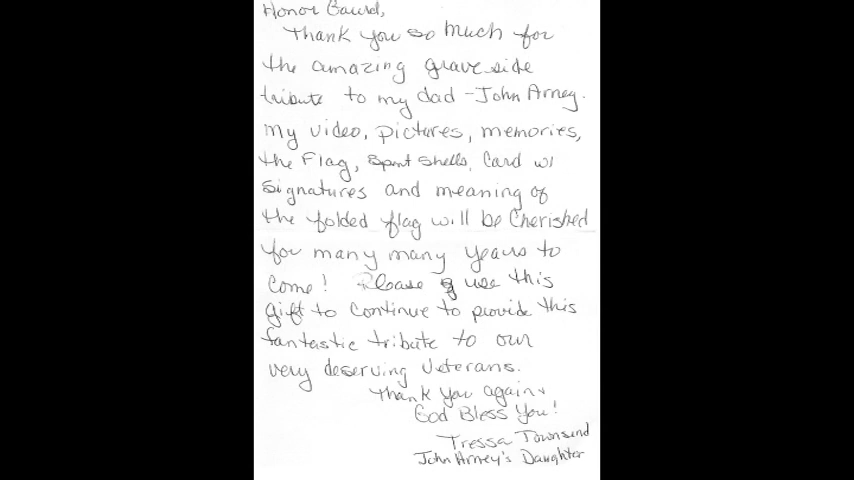 Honor Gaurd,
Thank you so much for
the amazing graveside
tribute to my dad - John Arney.
My video, pictures, memories,
the Flag, Spent Shells, Card w/
signatures and meaning of
the folded flag will be Cherished
for many many years to
come! Please use this
gift to continue to provide this
fantastic tribute to our
very deserving Veterans.
Thank you again +
God Bless You!
Tressa Townsend
John Arney's Daughter